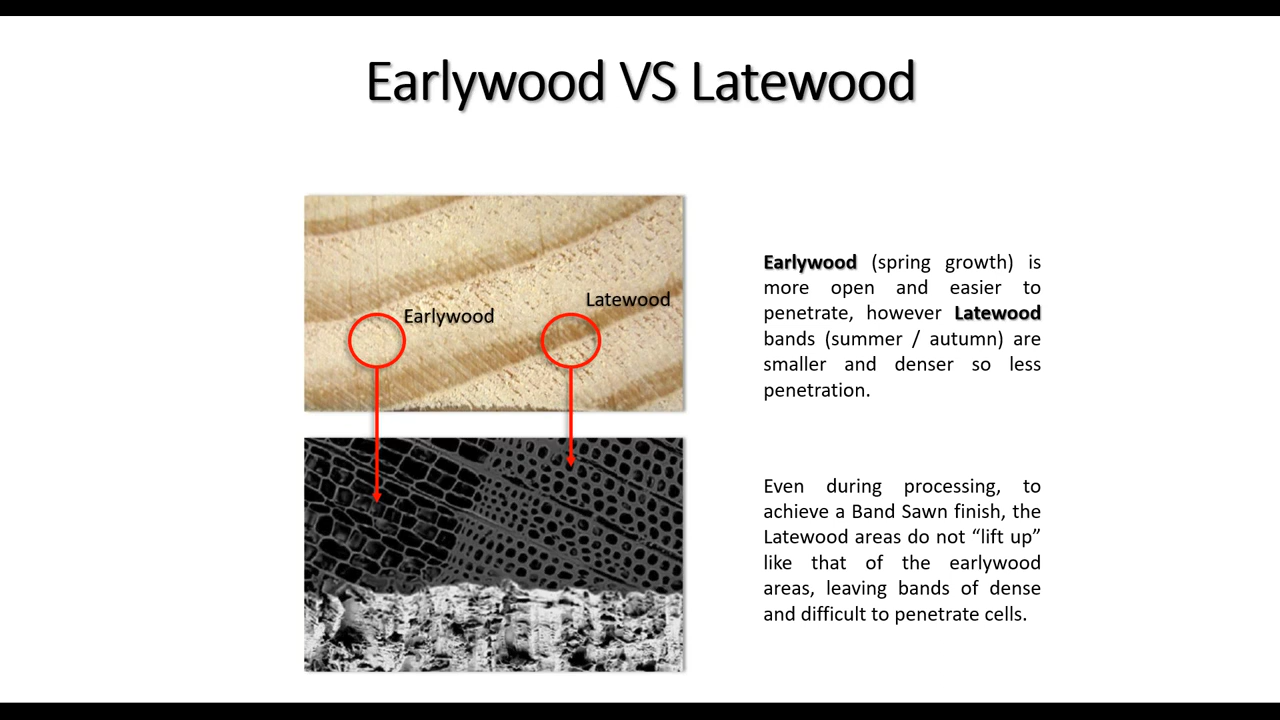 Earlywood VS Latewood
Latewood
Earlywood
Earlywood (spring growth) is
more open and easier to
penetrate, however Latewood
bands (summer / autumn) are
smaller and denser so less
penetration.
Even during processing, to
achieve a Band Sawn finish, the
Latewood areas do not “lift up”
like that of the earlywood
areas, leaving bands of dense
and difficult to penetrate cells.